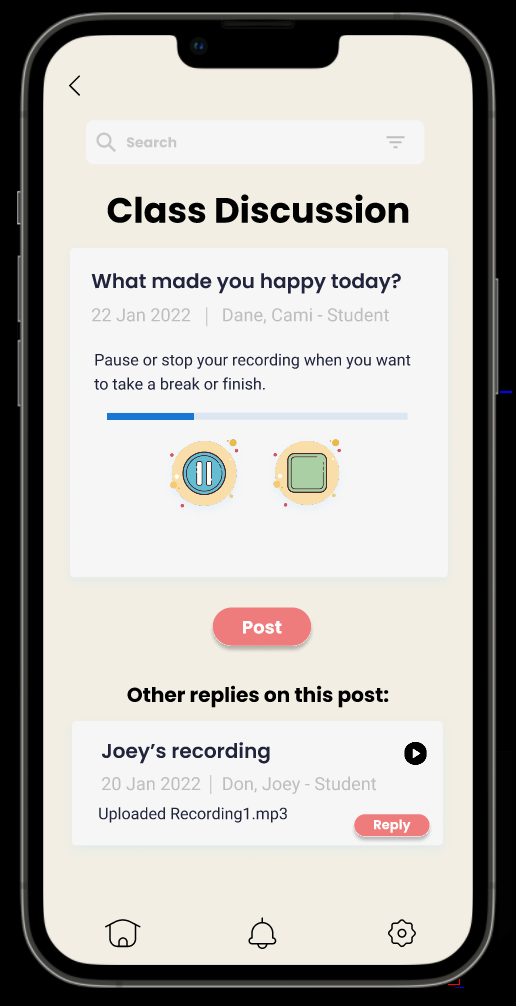 Search
Class Discussion
What made you happy today?
22 Jan 2022 | Dane, Cami - Student
Pause or stop your recording when you want
to take a break or finish.
Post
Other replies on this post:
Joey’s recording
20 Jan 2022 | Don, Joey - Student
Uploaded Recording1.mp3
Reply